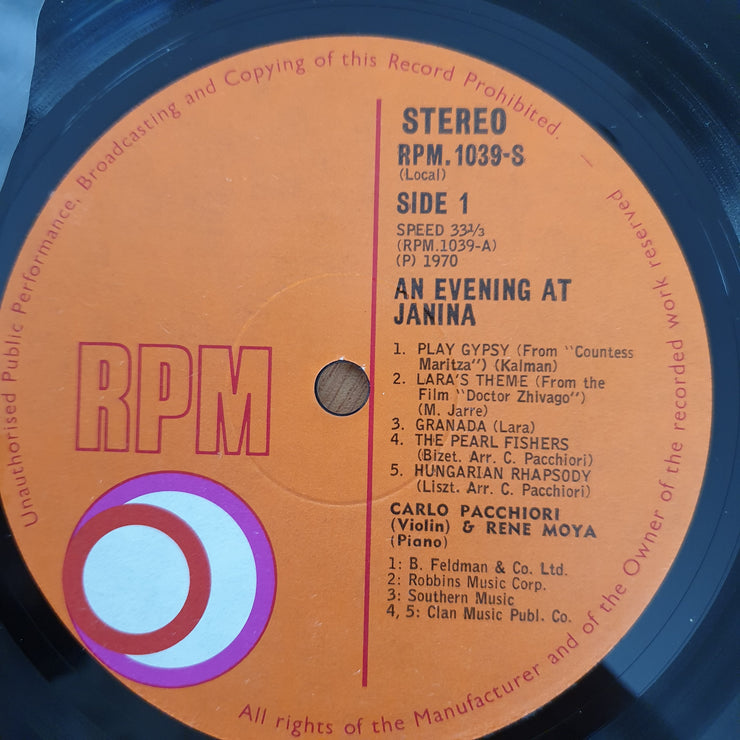 Unauthorised Public Performance, Broadcasting and Copying of this Record Prohibited. –
STEREO
RPM.1039-S
(Local)
SIDE 1
SPEED 33⅓
(RPM.1039-A)
(P) 1970
AN EVENING AT
JANINA
1. PLAY GYPSY (From "Countess
Maritza") (Kalman)
2. LARA'S THEME (From the
Film "Doctor Zhivago")
(M. Jarre)
3. GRANADA (Lara)
4. THE PEARL FISHERS
(Bizet. Arr. C. Pacchiori)
5. HUNGARIAN RHAPSODY
(Liszt. Arr. C. Pacchiori)
CARLO PACCHIORI
(Violin) & RENE MOYA
(Piano)
1: B. Feldman & Co. Ltd.
2: Robbins Music Corp.
3: Southern Music
4, 5: Clan Music Publ. Co.
RPM
All rights of the Manufacturer and of the Owner of the recorded work reserved